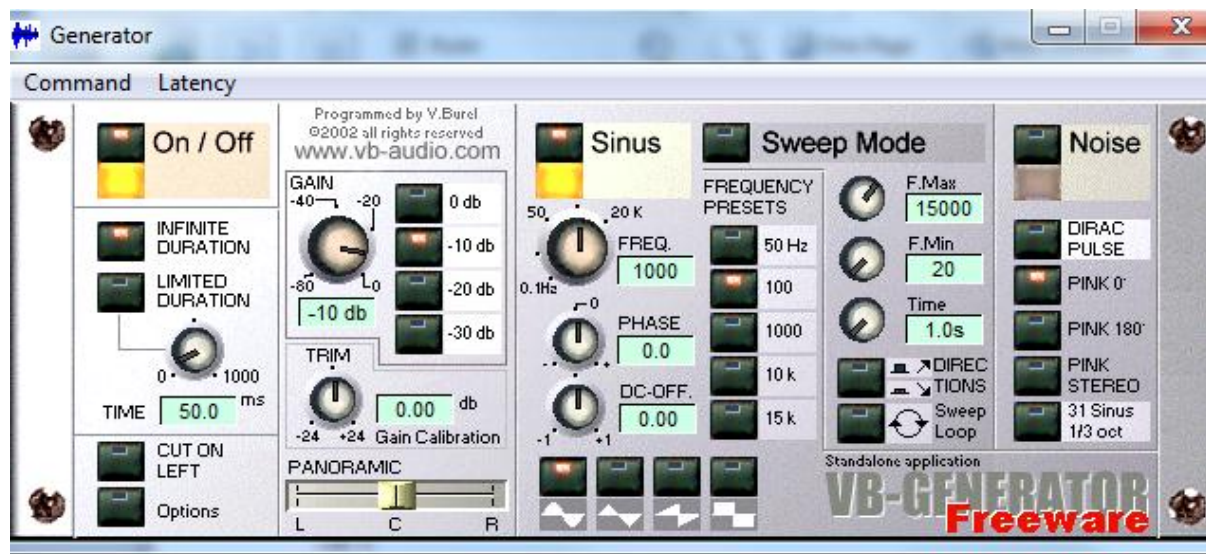 Generator
Command Latency
On / Off
INFINITE
DURATION
LIMITED
DURATION
0 1000
TIME 50.0 ms
CUT ON
LEFT
Options
Programmed by V.Burel
©2002 all rights reserved
www.vb-audio.com
GAIN
-40 -20
-80 0
-10 db
0 db
-10 db
-20 db
-30 db
TRIM
0.00 db
-24 +24 Gain Calibration
PANORAMIC
L C R
Sinus
50 20 K
FREQ.
1000
0.1Hz
0
PHASE
0.0
- +
DC-OFF.
0.00
-1 +1
Sweep Mode
FREQUENCY
PRESETS
50 Hz
100
1000
10 k
15 k
F.Max
15000
F.Min
20
Time
1.0s
DIREC
TIONS
Sweep
Loop
Noise
DIRAC
PULSE
PINK 0°
PINK 180°
PINK
STEREO
31 Sinus
1/3 oct
Standalone application
VB-GENERATOR
Freeware